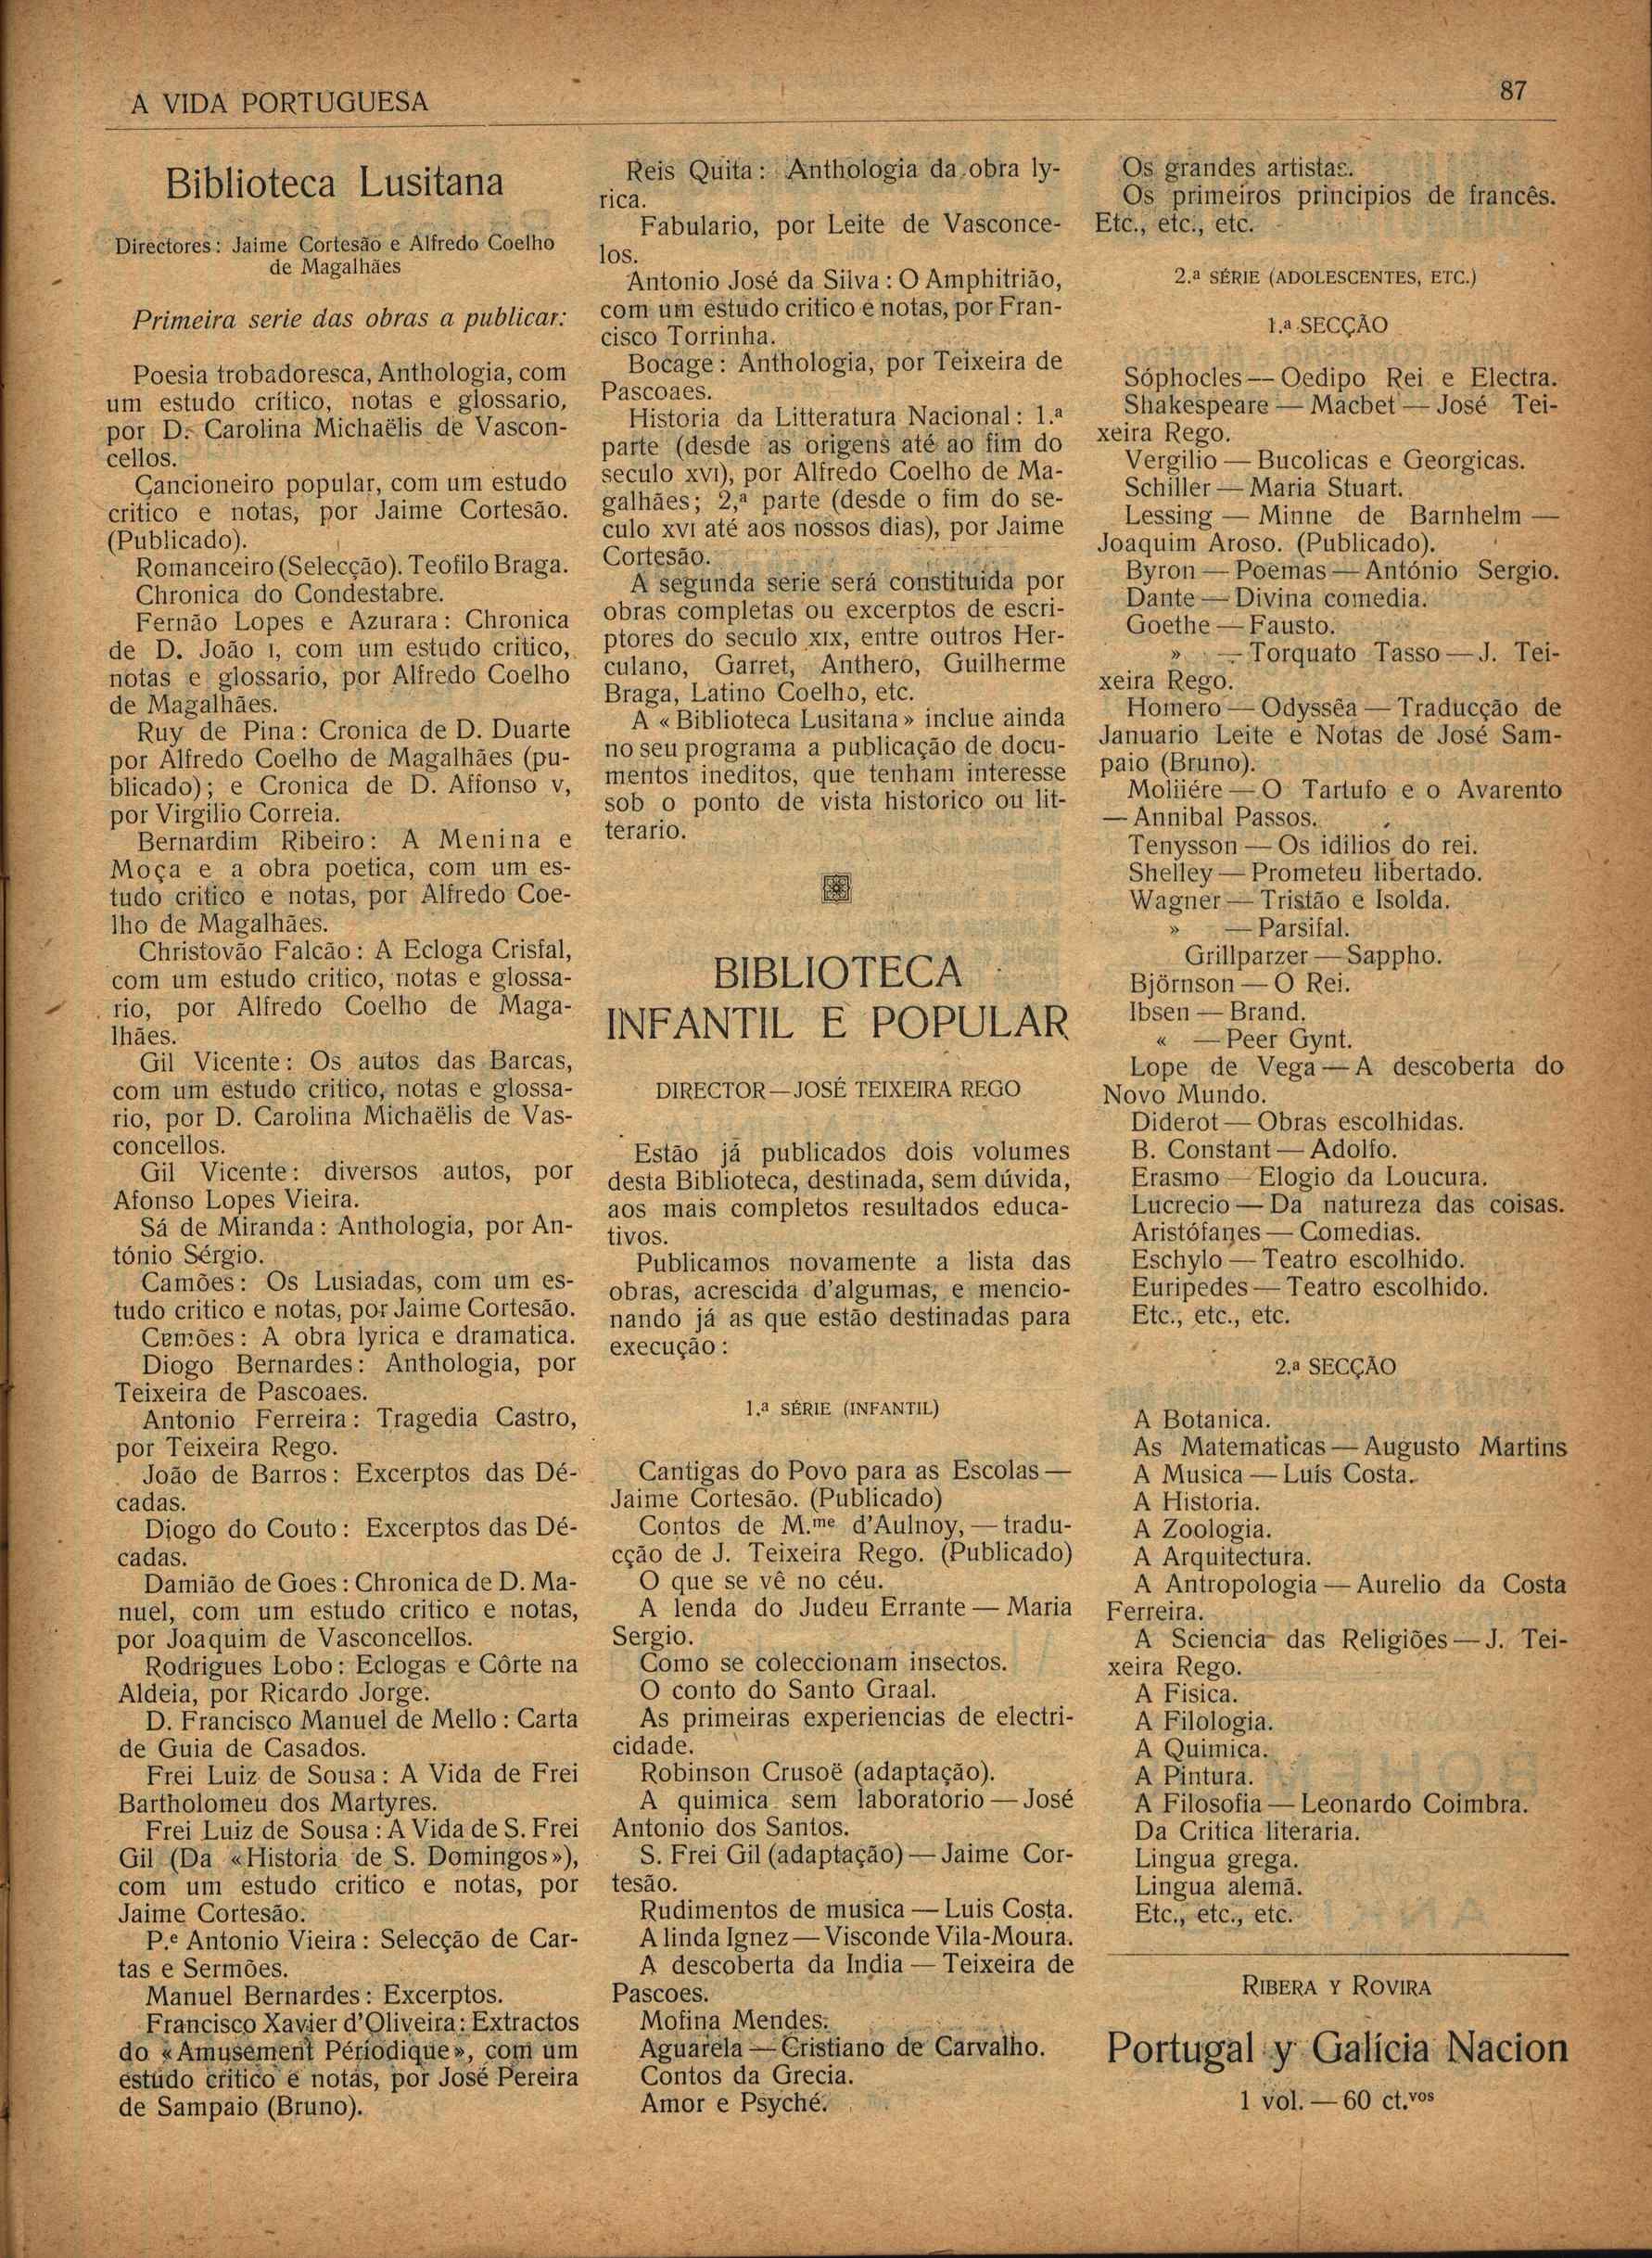 A VIDA PORTUGUESA
87
Biblioteca Lusitana
Directores: Jaime Cortesão e Alfredo Coelho
de Magalhães
Primeira serie das obras a publicar:
Poesia trobadoresca, Anthologia, com
um estudo crítico, notas e glossario,
por D. Carolina Michaëlis de Vascon-
cellos.
Cancioneiro popular, com um estudo
critico e notas, por Jaime Cortesão.
(Publicado).
Romanceiro (Selecção). Teofilo Braga.
Chronica do Condestabre.
Fernão Lopes e Azurara: Chronica
de D. João I, com um estudo critico,
notas e glossario, por Alfredo Coelho
de Magalhães.
Ruy de Pina: Cronica de D. Duarte
por Alfredo Coelho de Magalhães (pu-
blicado); e Cronica de D. Affonso V,
por Virgilio Correia.
Bernardim Ribeiro: A Menina e
Moça e a obra poetica, com um es-
tudo critico e notas, por Alfredo Coe-
lho de Magalhães.
Christovão Falcão: A Ecloga Crisfal,
com um estudo critico, notas e glossa-
rio, por Alfredo Coelho de Maga-
lhães.
Gil Vicente: Os autos das Barcas,
com um estudo critico, notas e glossa-
rio, por D. Carolina Michaëlis de Vas-
concellos.
Gil Vicente: diversos autos, por
Afonso Lopes Vieira.
Sá de Miranda: Anthologia, por An-
tónio Sérgio.
Camões: Os Lusiadas, com um es-
tudo critico e notas, por Jaime Cortesão.
Cemões: A obra lyrica e dramatica.
Diogo Bernardes: Anthologia, por
Teixeira de Pascoaes.
Antonio Ferreira: Tragedia Castro,
por Teixeira Rego.
João de Barros: Excerptos das Dé-
cadas.
Diogo do Couto: Excerptos das Dé-
cadas.
Damião de Goes: Chronica de D. Ma-
nuel, com um estudo critico e notas,
por Joaquim de Vasconcellos.
Rodrigues Lobo: Eclogas e Côrte na
Aldeia, por Ricardo Jorge.
D. Francisco Manuel de Mello: Carta
de Guia de Casados.
Frei Luiz de Sousa: A Vida de Frei
Bartholomeu dos Martyres.
Frei Luiz de Sousa: A Vida de S. Frei
Gil (Da «Historia de S. Domingos»),
com um estudo critico e notas, por
Jaime Cortesão.
P.e Antonio Vieira: Selecção de Car-
tas e Sermões.
Manuel Bernardes: Excerptos.
Francisco Xavier d'Oliveira: Extractos
do «Amusement Périodique», com um
estudo critico e notas, por José Pereira
de Sampaio (Bruno).
Reis Quita: Anthologia da obra ly-
rica.
Fabulario, por Leite de Vasconce-
los.
Antonio José da Silva: O Amphitrião,
com um estudo critico e notas, por Fran-
cisco Torrinha.
Bocage: Anthologia, por Teixeira de
Pascoaes.
Historia da Litteratura Nacional: 1.ª
parte (desde as origens até ao fim do
seculo XVI), por Alfredo Coelho de Ma-
galhães; 2,ª parte (desde o fim do se-
culo XVI até aos nossos dias), por Jaime
Cortesão.
A segunda serie será constituida por
obras completas ou excerptos de escri-
ptores do seculo XIX, entre outros Her-
culano, Garret, Anthero, Guilherme
Braga, Latino Coelho, etc.
A «Biblioteca Lusitana» inclue ainda
no seu programa a publicação de docu-
mentos ineditos, que tenham interesse
sob o ponto de vista historico ou lit-
terario.
BIBLIOTECA
INFANTIL E POPULAR
DIRECTOR—JOSÉ TEIXEIRA REGO
Estão já publicados dois volumes
desta Biblioteca, destinada, sem dúvida,
aos mais completos resultados educa-
tivos.
Publicamos novamente a lista das
obras, acrescida d'algumas, e mencio-
nando já as que estão destinadas para
execução:
1.ª SÉRIE (INFANTIL)
Cantigas do Povo para as Escolas—
Jaime Cortesão. (Publicado)
Contos de M.me d'Aulnoy,—tradu-
cção de J. Teixeira Rego. (Publicado)
O que se vê no céu.
A lenda do Judeu Errante—Maria
Sergio.
Como se coleccionam insectos.
O conto do Santo Graal.
As primeiras experiencias de electri-
cidade.
Robinson Crusoë (adaptação).
A quimica sem laboratorio—José
Antonio dos Santos.
S. Frei Gil (adaptação)—Jaime Cor-
tesão.
Rudimentos de musica—Luis Costa.
A linda Ignez—Visconde Vila-Moura.
A descoberta da India—Teixeira de
Pascoes.
Mofina Mendes.
Aguarela—Cristiano de Carvalho.
Contos da Grecia.
Amor e Psyché.
Os grandes artistas.
Os primeiros principios de francês.
Etc., etc., etc.
2.ª SÉRIE (ADOLESCENTES, ETC.)
1.ª SECÇÃO
Sóphocles—Oedipo Rei e Electra.
Shakespeare—Macbet—José Tei-
xeira Rego.
Vergilio—Bucolicas e Georgicas.
Schiller—Maria Stuart.
Lessing—Minne de Barnhelm—
Joaquim Aroso. (Publicado).
Byron—Poemas—António Sergio.
Dante—Divina comedia.
Goethe—Fausto.
» —Torquato Tasso—J. Tei-
xeira Rego.
Homero—Odyssêa—Traducção de
Januario Leite e Notas de José Sam-
paio (Bruno).
Moliiére—O Tartufo e o Avarento
—Annibal Passos.
Tenysson—Os idilios do rei.
Shelley—Prometeu libertado.
Wagner—Tristão e Isolda.
» —Parsifal.
Grillparzer—Sappho.
Björnson—O Rei.
Ibsen—Brand.
« —Peer Gynt.
Lope de Vega—A descoberta do
Novo Mundo.
Diderot—Obras escolhidas.
B. Constant—Adolfo.
Erasmo—Elogio da Loucura.
Lucrecio—Da natureza das coisas.
Aristófanes—Comedias.
Eschylo—Teatro escolhido.
Euripedes—Teatro escolhido.
Etc., etc., etc.
2.ª SECÇÃO
A Botanica.
As Matematicas—Augusto Martins
A Musica—Luís Costa.
A Historia.
A Zoologia.
A Arquitectura.
A Antropologia—Aurelio da Costa
Ferreira.
A Sciencia das Religiões—J. Tei-
xeira Rego.
A Fisica.
A Filologia.
A Quimica.
A Pintura.
A Filosofia—Leonardo Coimbra.
Da Critica literaria.
Lingua grega.
Lingua alemã.
Etc., etc., etc.
RIBERA Y ROVIRA
Portugal y Galícia Nacion
1 vol.—60 ct.vos